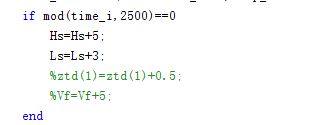 if mod(time_i,2500)==0
Hs=Hs+5;
Ls=Ls+3;
%ztd(1)=ztd(1)+0.5;
%Vf=Vf+5;
end